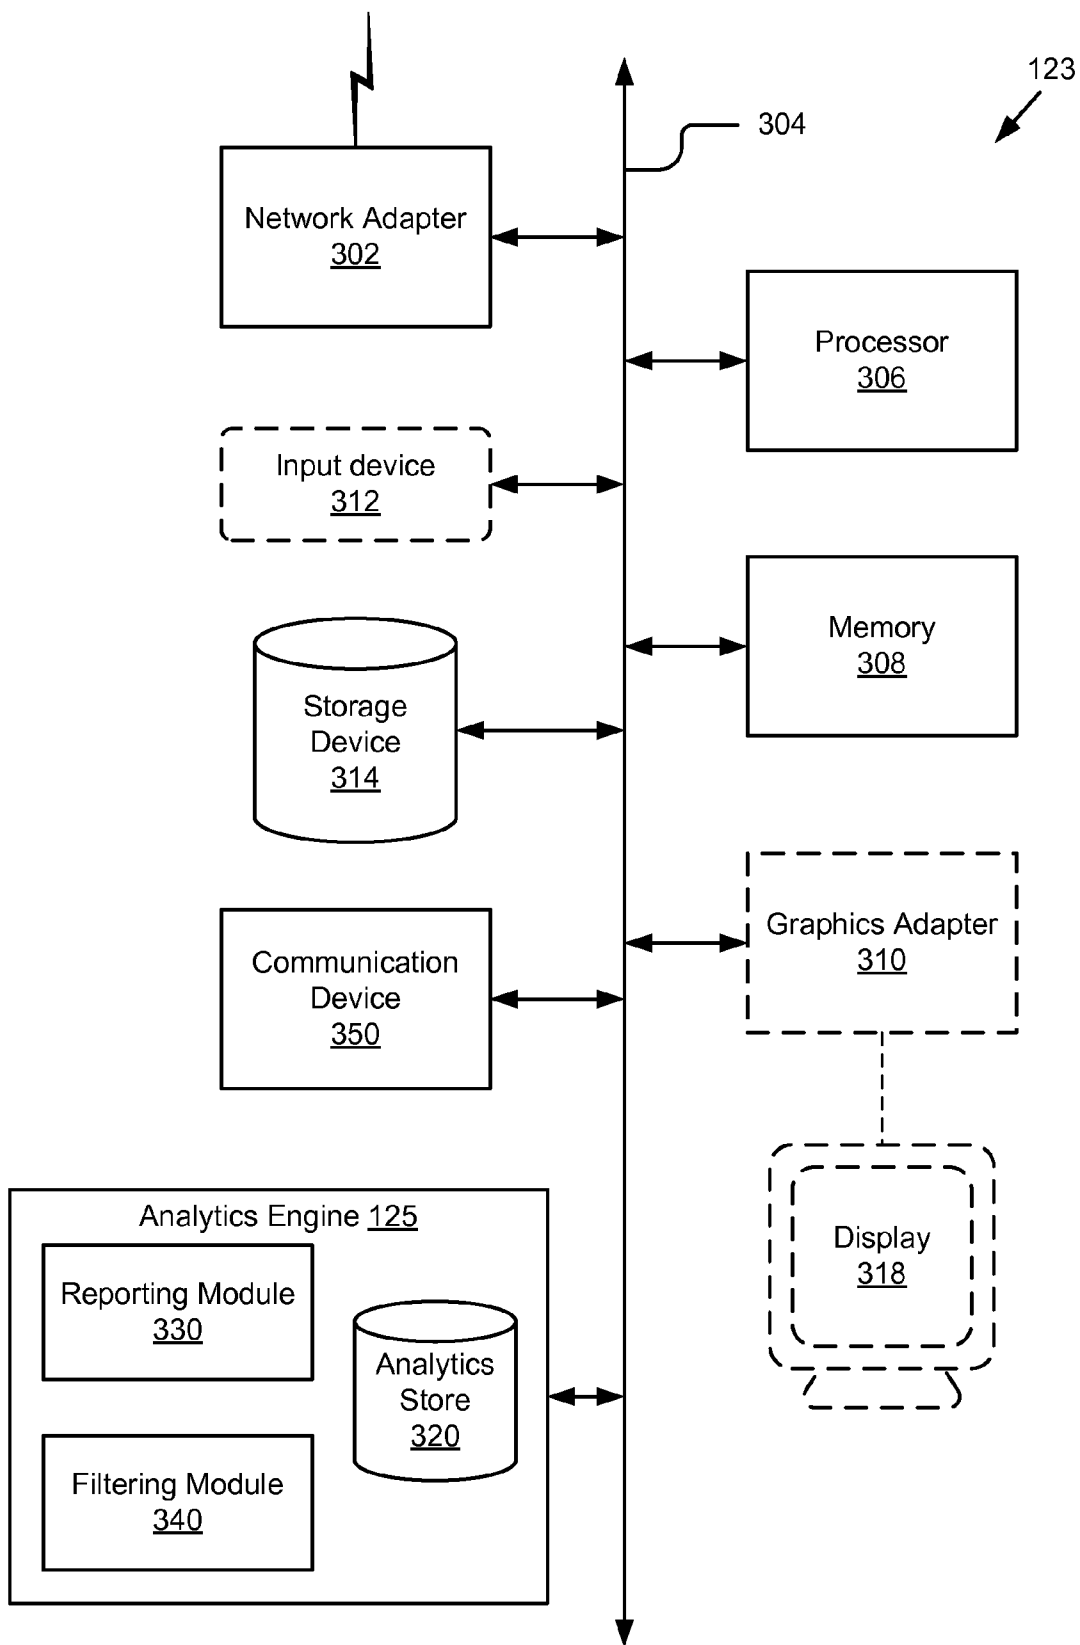 123
304
Network Adapter
302
Processor
306
Input device
312
Memory
308
Storage
Device
314
Graphics Adapter
310
Communication
Device
350
Analytics Engine 125
Reporting Module
330
Analytics
Store
320
Filtering Module
340
Display
318